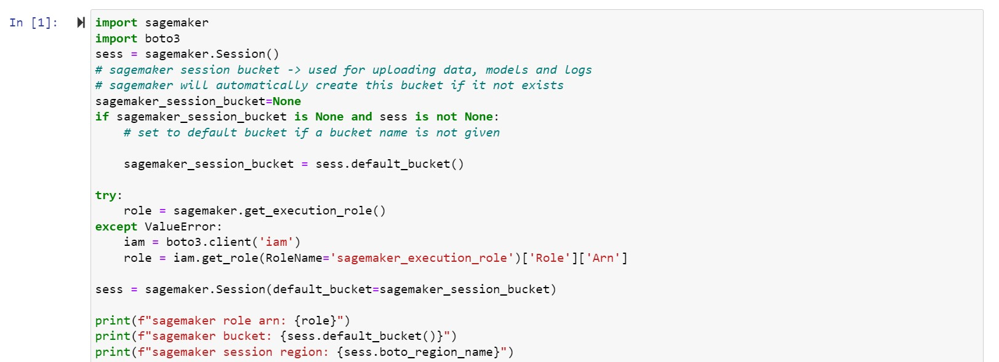 In [1]:
import sagemaker
import boto3
sess = sagemaker.Session()
# sagemaker session bucket -> used for uploading data, models and logs
# sagemaker will automatically create this bucket if it not exists
sagemaker_session_bucket=None
if sagemaker_session_bucket is None and sess is not None:
    # set to default bucket if a bucket name is not given

    sagemaker_session_bucket = sess.default_bucket()

try:
    role = sagemaker.get_execution_role()
except ValueError:
    iam = boto3.client('iam')
    role = iam.get_role(RoleName='sagemaker_execution_role')['Role']['Arn']

sess = sagemaker.Session(default_bucket=sagemaker_session_bucket)

print(f"sagemaker role arn: {role}")
print(f"sagemaker bucket: {sess.default_bucket()}")
print(f"sagemaker session region: {sess.boto_region_name}")